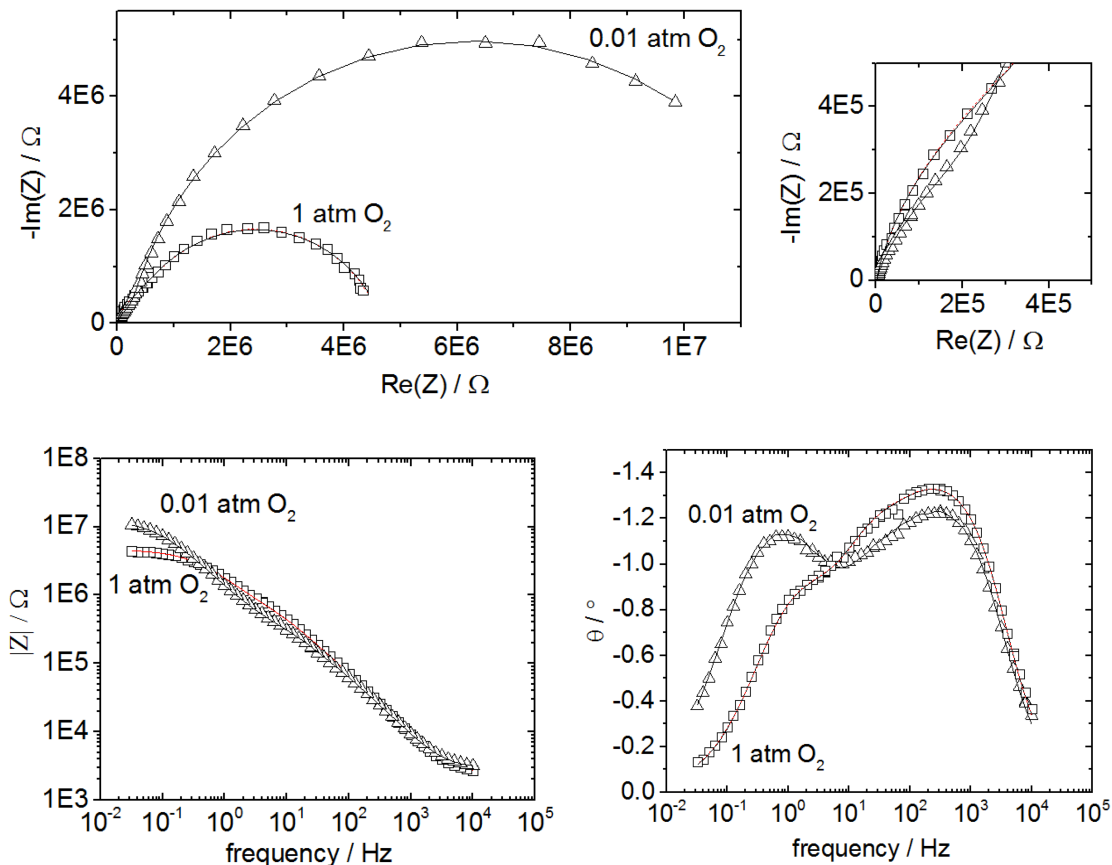 0.01 atm O₂
1 atm O₂
4E6
2E6
0
-Im(Z) / Ω
0 2E6 4E6 6E6 8E6 1E7
Re(Z) / Ω
4E5
2E5
0
-Im(Z) / Ω
0 2E5 4E5
Re(Z) / Ω
1E8
1E7
1E6
1E5
1E4
1E3
|Z| / Ω
0.01 atm O₂
1 atm O₂
10⁻² 10⁻¹ 10⁰ 10¹ 10² 10³ 10⁴ 10⁵
frequency / Hz
-1.4
-1.2
-1.0
-0.8
-0.6
-0.4
-0.2
0.0
θ / °
0.01 atm O₂
1 atm O₂
10⁻² 10⁻¹ 10⁰ 10¹ 10² 10³ 10⁴ 10⁵
frequency / Hz